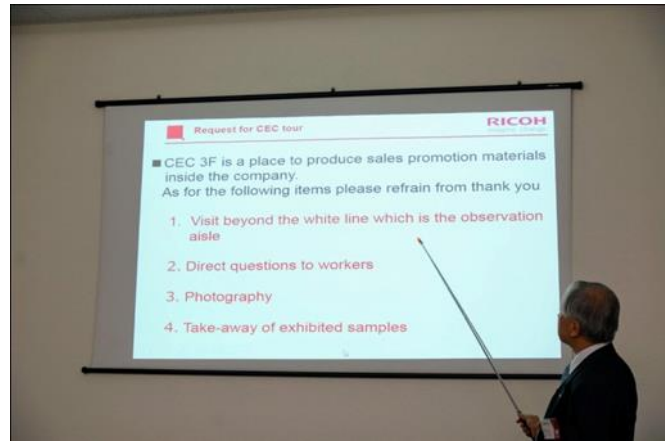 Request for CEC tour
RICOH
imagine. change.
■ CEC 3F is a place to produce sales promotion materials
inside the company.
As for the following items please refrain from thank you
1. Visit beyond the white line which is the observation
aisle
2. Direct questions to workers
3. Photography
4. Take-away of exhibited samples